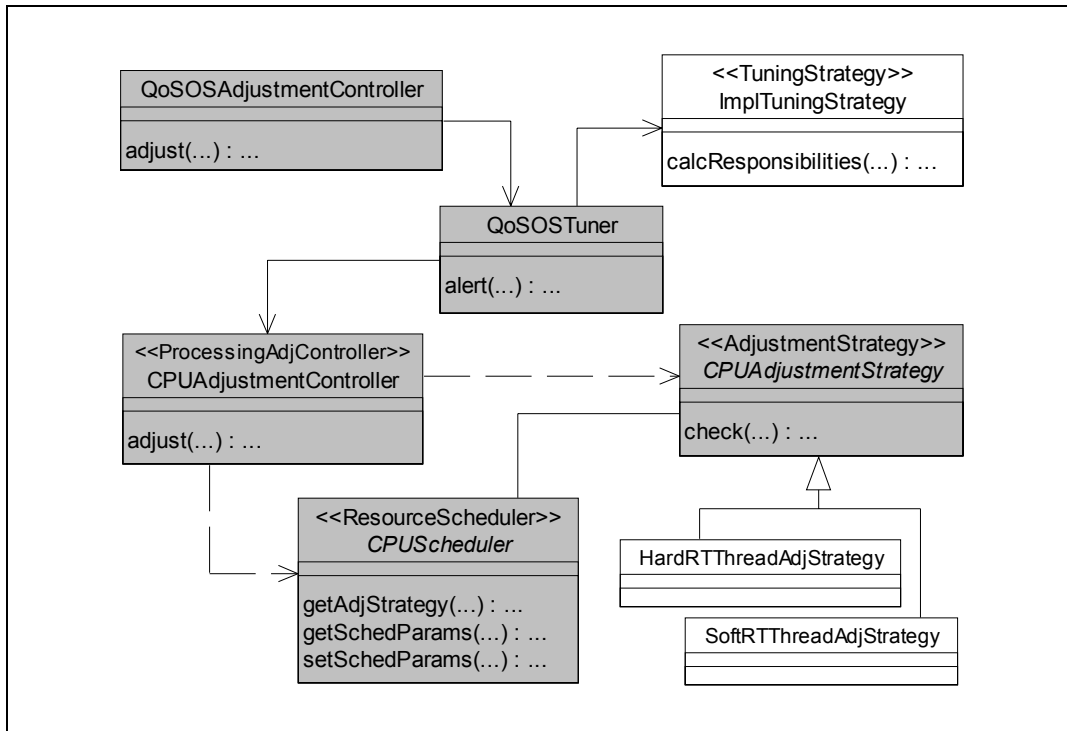 QoSOSAdjustmentController
adjust(...) : ...
<<TuningStrategy>>
ImplTuningStrategy
calcResponsibilities(...) : ...
QoSOSTuner
alert(...) : ...
<<ProcessingAdjController>>
CPUAdjustmentController
adjust(...) : ...
<<AdjustmentStrategy>>
CPUAdjustmentStrategy
check(...) : ...
<<ResourceScheduler>>
CPUScheduler
getAdjStrategy(...) : ...
getSchedParams(...) : ...
setSchedParams(...) : ...
HardRTThreadAdjStrategy
SoftRTThreadAdjStrategy